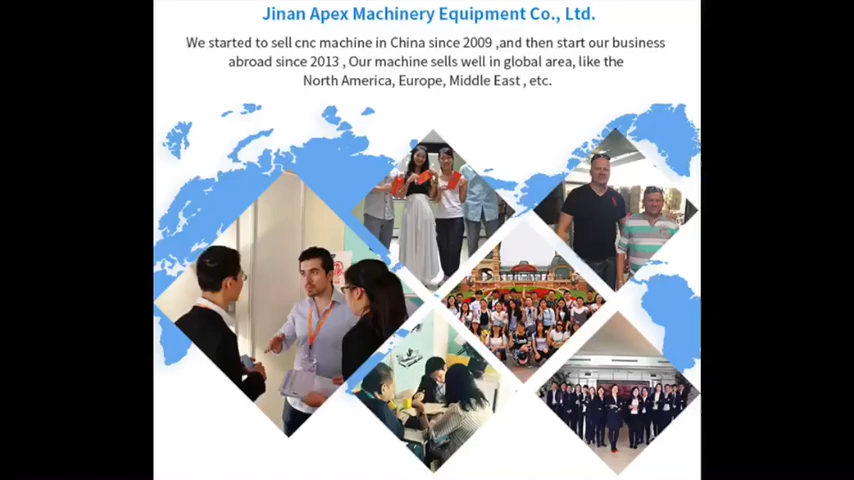 Jinan Apex Machinery Equipment Co., Ltd.
We started to sell cnc machine in China since 2009 ,and then start our business
abroad since 2013 , Our machine sells well in global area, like the
North America, Europe, Middle East , etc.